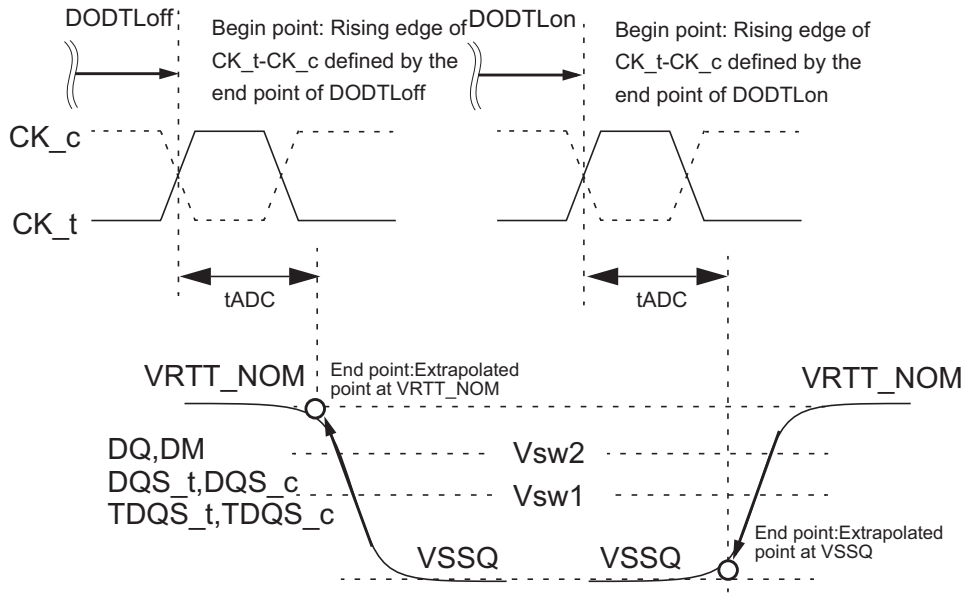 DODTLoff
Begin point: Rising edge of
CK_t-CK_c defined by the
end point of DODTLoff
DODTLon
Begin point: Rising edge of
CK_t-CK_c defined by the
end point of DODTLon
CK_c
CK_t
tADC
tADC
VRTT_NOM
End point:Extrapolated
point at VRTT_NOM
VRTT_NOM
DQ,DM
DQS_t,DQS_c
TDQS_t,TDQS_c
Vsw2
Vsw1
End point:Extrapolated
point at VSSQ
VSSQ
VSSQ